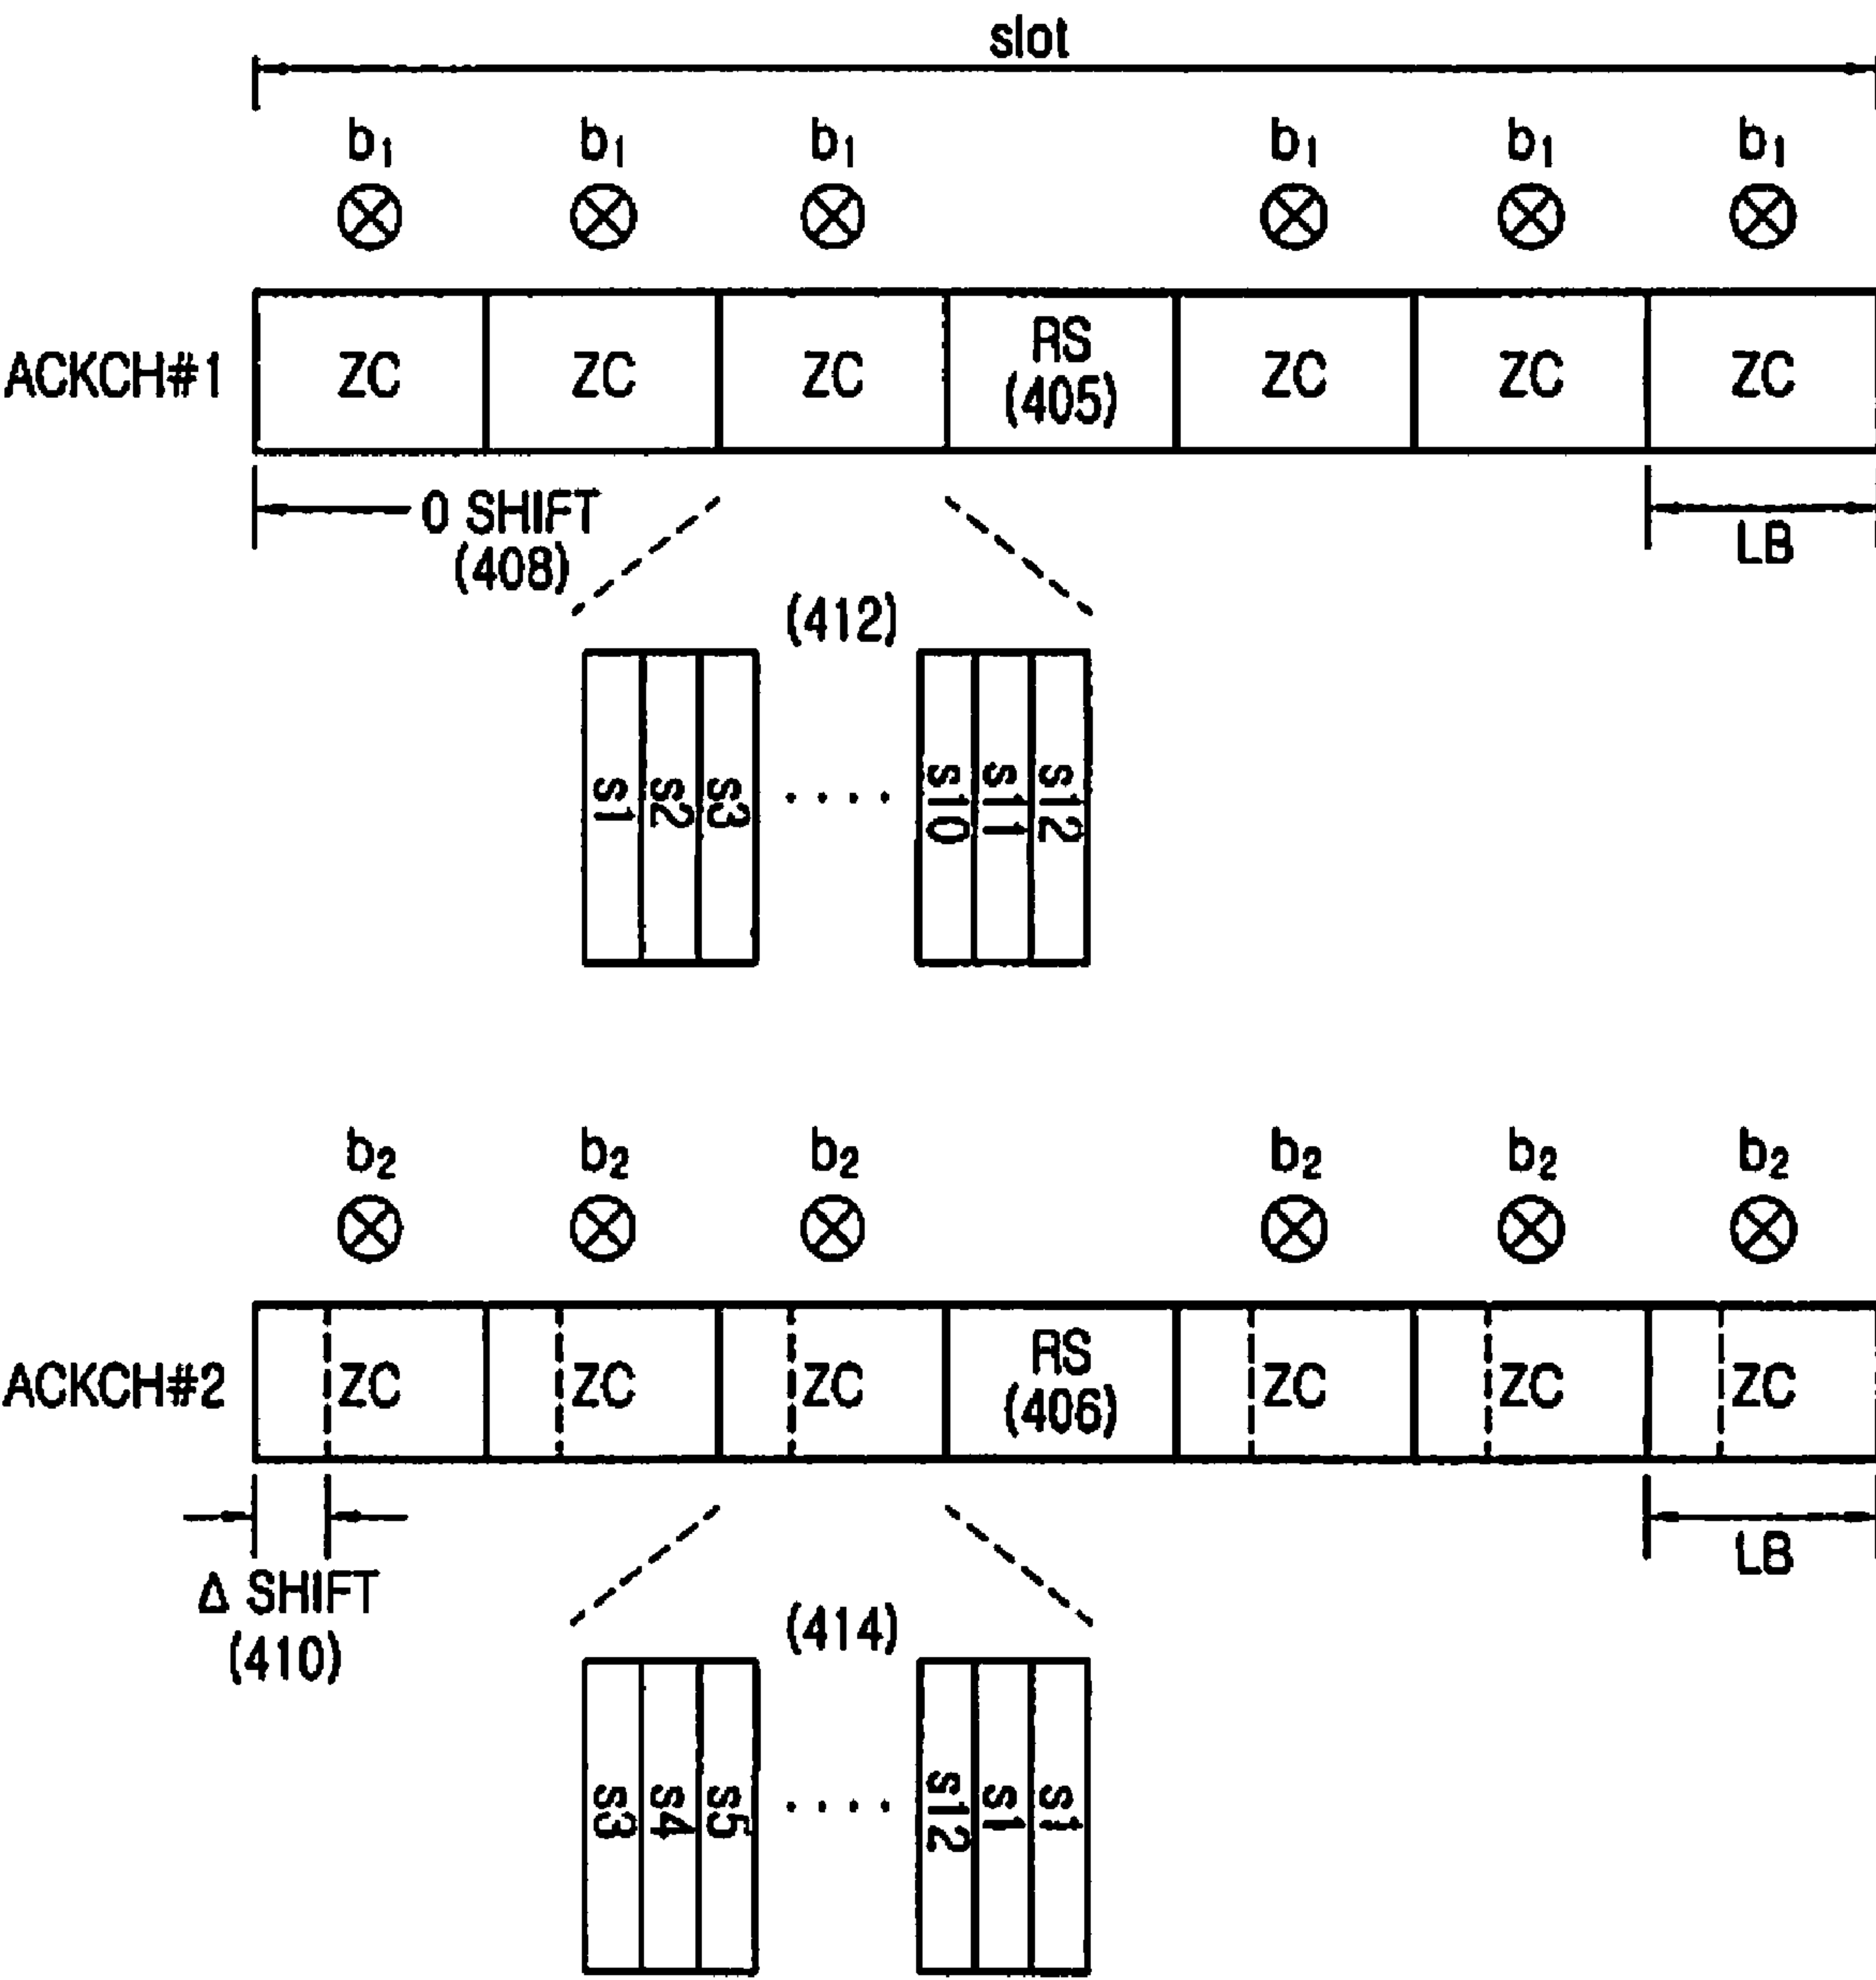 slot
b1 b1 b1 b1 b1 b1
ACKCH#1 ZC ZC ZC RS (405) ZC ZC ZC
0 SHIFT (408)
LB
(412)
s1 s2 s3 .... s10 s11 s12
b2 b2 b2 b2 b2 b2
ACKCH#2 ZC ZC ZC RS (406) ZC ZC ZC
Δ SHIFT (410)
LB
(414)
s3 s4 s5 .... s12 s1 s1